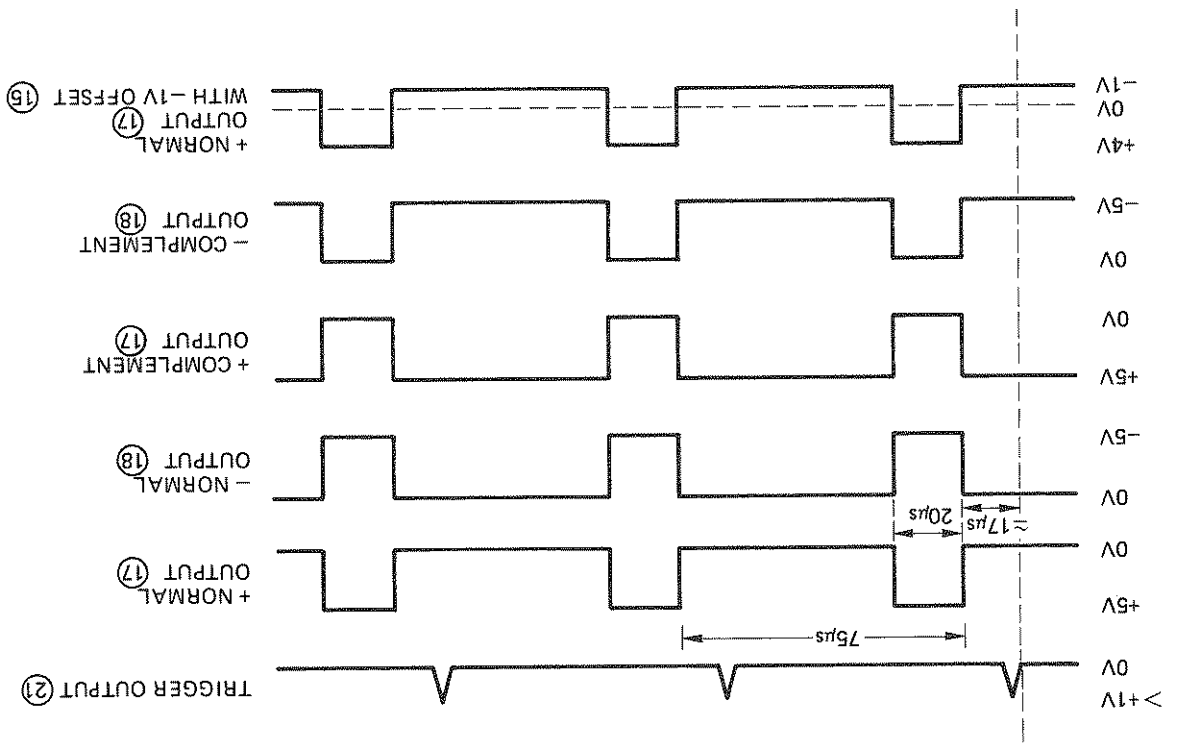 TRIGGER OUTPUT ㉑
>+1V
0V
75μs
+5V
0V
+ NORMAL
OUTPUT ⑰
≃17μs
20μs
0V
−5V
− NORMAL
OUTPUT ⑱
+5V
0V
+ COMPLEMENT
OUTPUT ⑰
0V
−5V
− COMPLEMENT
OUTPUT ⑱
+4V
0V
−1V
+ NORMAL
OUTPUT ⑰
WITH −1V OFFSET ⑮